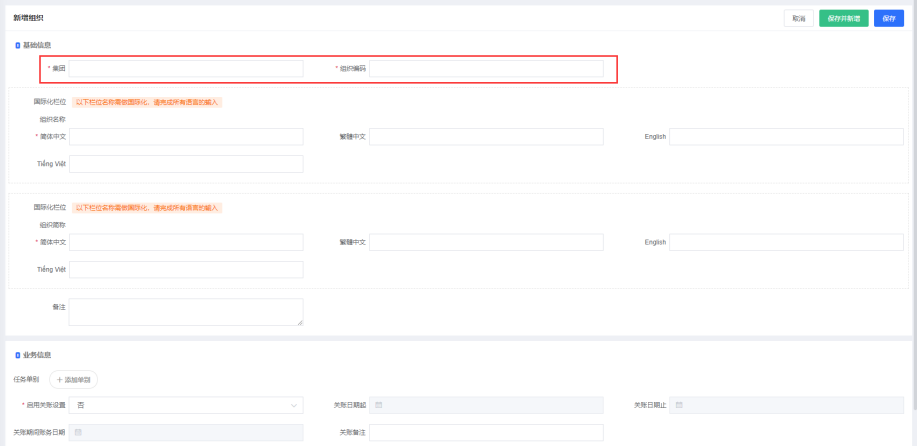 新增组织
取消 保存并新增 保存
基础信息
* 集团 * 组织编码
国际化栏位 以下栏位名称需做国际化，请完成所有语言的输入
组织名称
* 简体中文 繁體中文 English
Tiếng Việt
国际化栏位 以下栏位名称需做国际化，请完成所有语言的输入
组织简称
* 简体中文 繁體中文 English
Tiếng Việt
备注
业务信息
任务单别 + 添加单别
* 启用关账设置 否 关账日期起 关账日期止
关账期间账务日期 关账备注